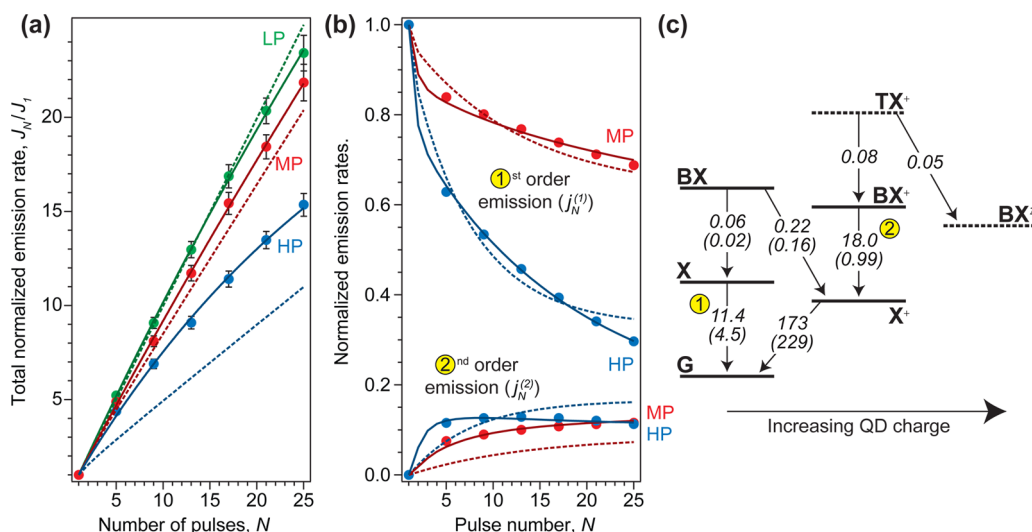 (a)
Total normalized emission rate, J_N/J_1
20
15
10
5
LP
MP
HP
5 10 15 20 25
Number of pulses, N
(b)
Normalized emission rates.
1.0
0.8
0.6
0.4
0.2
0.0
MP
1st order
emission (j_N^(1))
HP
2nd order
emission (j_N^(2))
MP
HP
5 10 15 20 25
Pulse number, N
(c)
TX+
0.08
0.05
BX
BX+
0.06
(0.02)
0.22
(0.16)
18.0
(0.99)
2
X
1
X+
11.4
(4.5)
173
(229)
G
Increasing QD charge